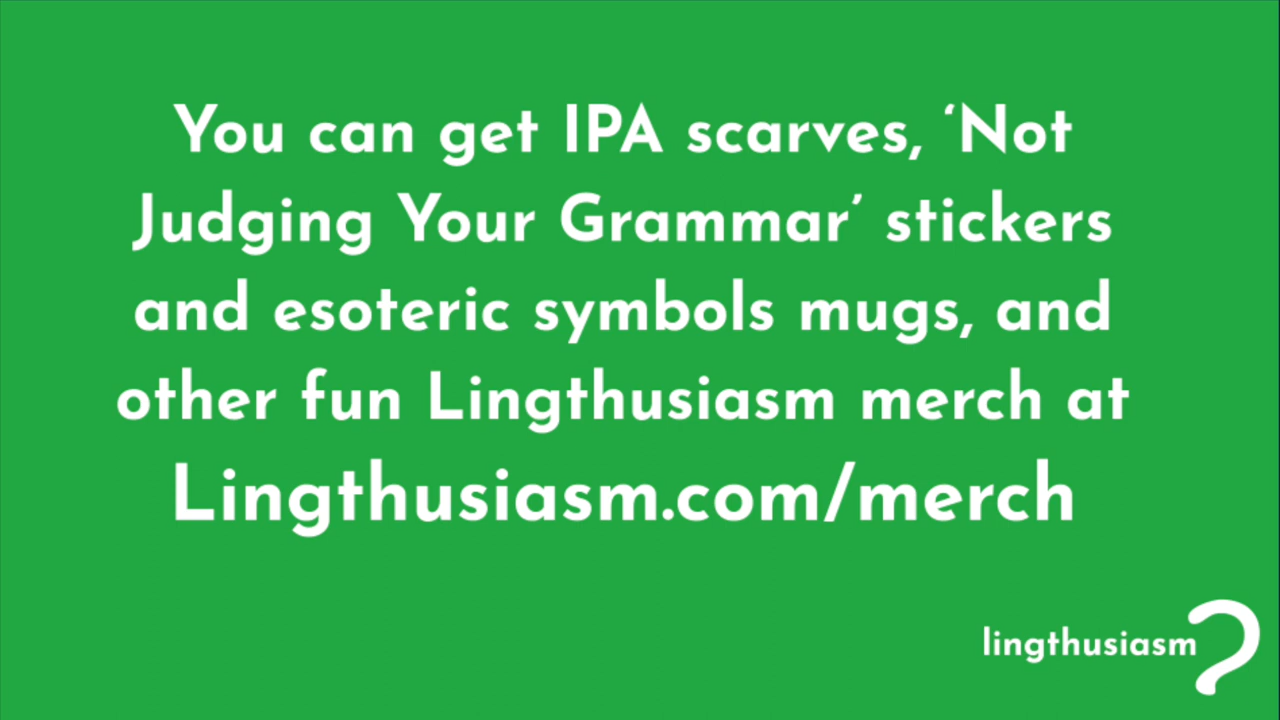 You can get IPA scarves, ‘Not
Judging Your Grammar’ stickers
and esoteric symbols mugs, and
other fun Lingthusiasm merch at
Lingthusiasm.com/merch
lingthusiasm